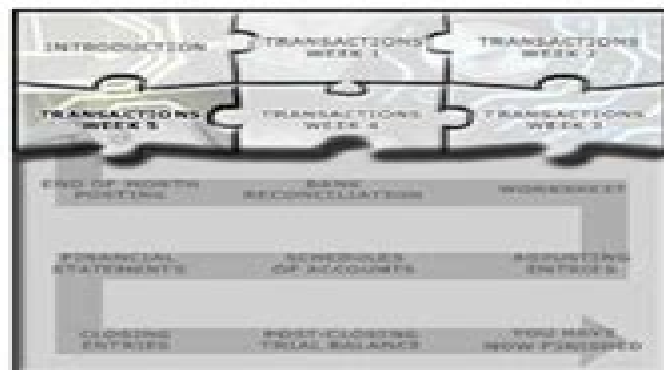 INTRODUCTION
TRANSACTIONS
WEEK 1
TRANSACTIONS
WEEK 2
TRANSACTIONS
WEEK 5
TRANSACTIONS
WEEK 4
TRANSACTIONS
WEEK 3
END OF MONTH
POSTING
BANK
RECONCILIATION
WORKSHEET
FINANCIAL
STATEMENTS
SCHEDULES
OF ACCOUNTS
ADJUSTING
ENTRIES
CLOSING
ENTRIES
POST-CLOSING
TRIAL BALANCE
YOU HAVE
NOW FINISHED